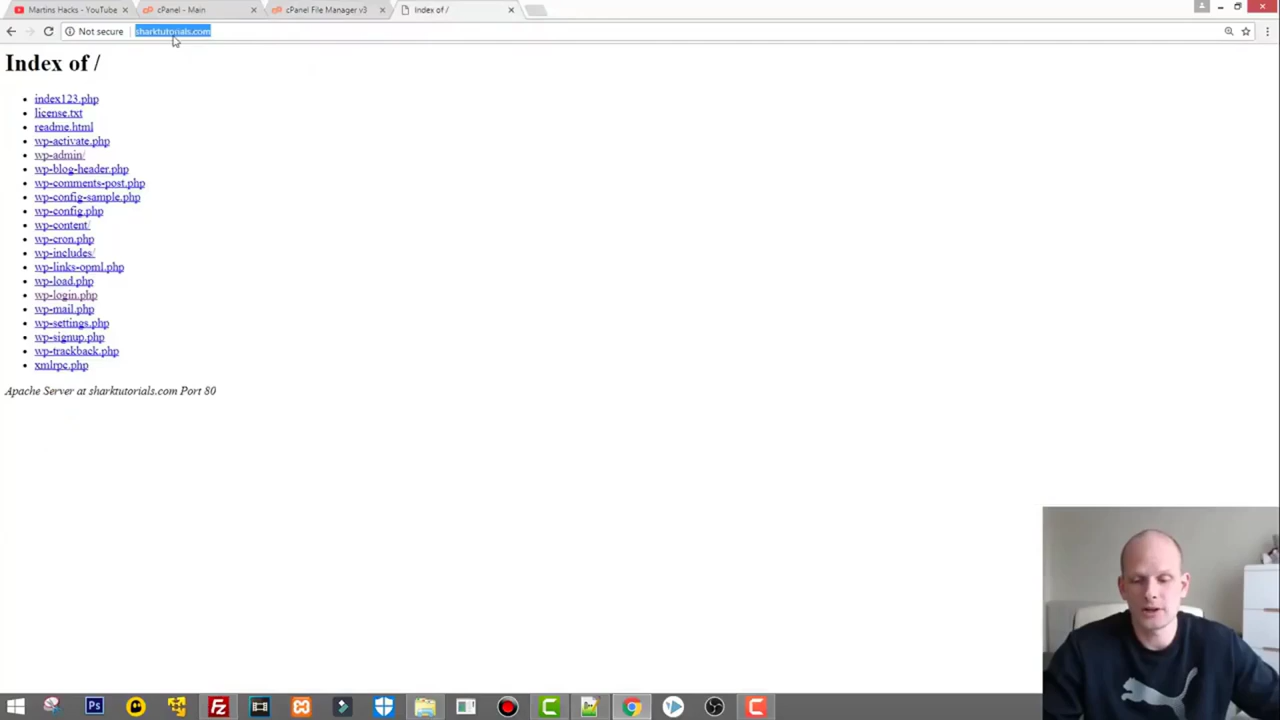 Martins Hacks - YouTube
cPanel - Main
cPanel File Manager v3
Index of /
Not secure
sharktutorials.com
Index of /
index123.php
license.txt
readme.html
wp-activate.php
wp-admin/
wp-blog-header.php
wp-comments-post.php
wp-config-sample.php
wp-config.php
wp-content/
wp-cron.php
wp-includes/
wp-links-opml.php
wp-load.php
wp-login.php
wp-mail.php
wp-settings.php
wp-signup.php
wp-trackback.php
xmlrpc.php
Apache Server at sharktutorials.com Port 80
Ps
Fz